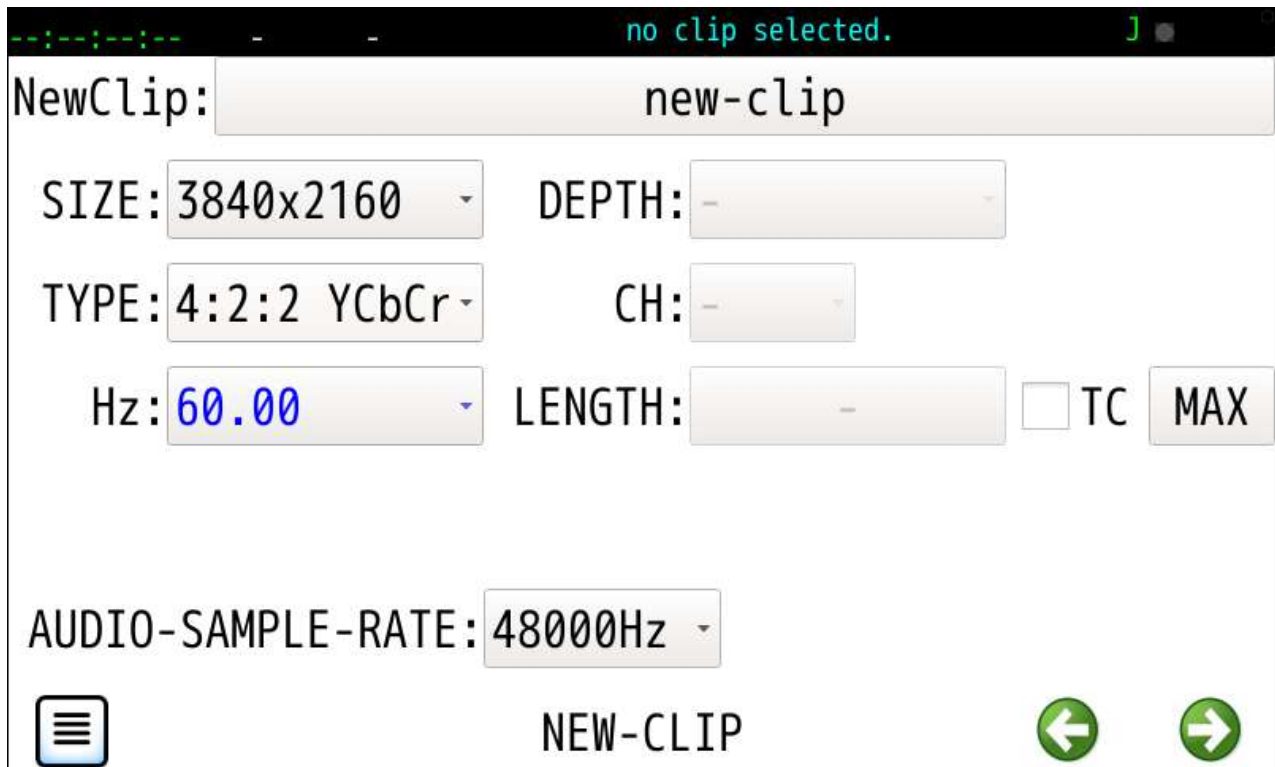 --:--:--:-- - - no clip selected. J
NewClip: new-clip
SIZE: 3840x2160 DEPTH: -
TYPE: 4:2:2 YCbCr CH: -
Hz: 60.00 LENGTH: - TC MAX
AUDIO-SAMPLE-RATE: 48000Hz
NEW-CLIP